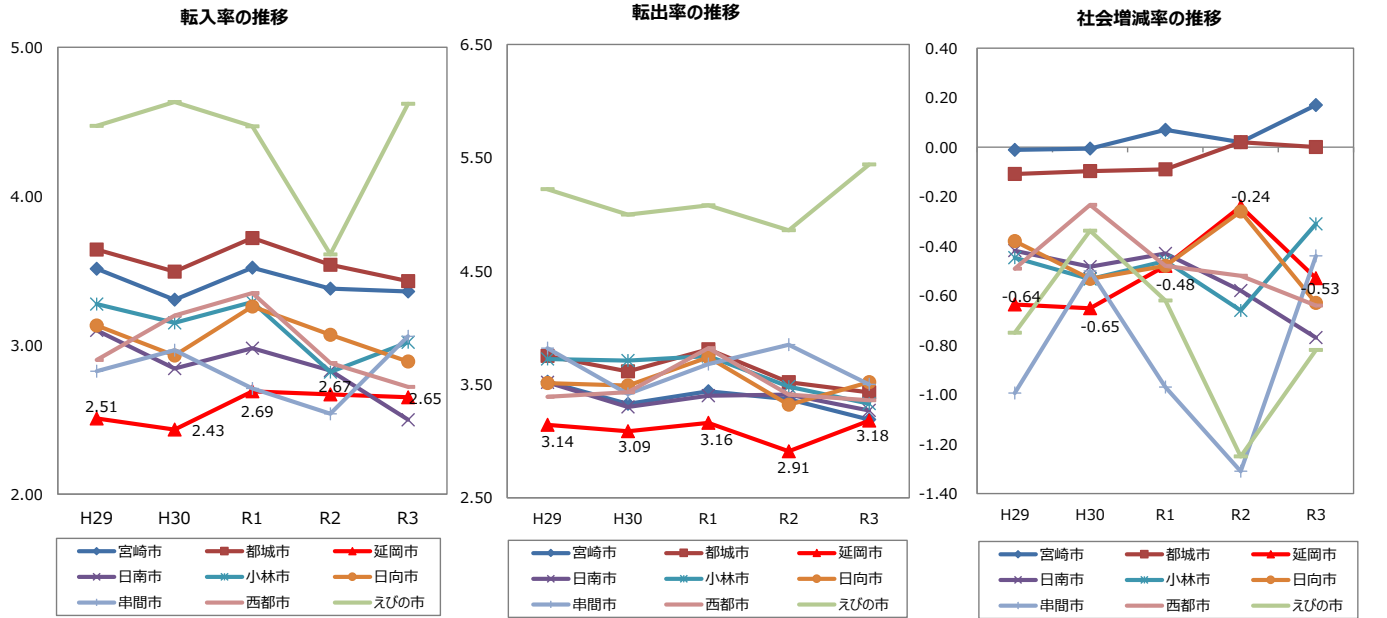 転入率の推移
5.00
4.00
3.00
2.00
2.51
2.43
2.69
2.67
2.65
H29 H30 R1 R2 R3
宮崎市 都城市 延岡市
日南市 小林市 日向市
串間市 西都市 えびの市
転出率の推移
6.50
5.50
4.50
3.50
2.50
3.14
3.09
3.16
2.91
3.18
H29 H30 R1 R2 R3
宮崎市 都城市 延岡市
日南市 小林市 日向市
串間市 西都市 えびの市
社会増減率の推移
0.40
0.20
0.00
-0.20
-0.40
-0.60
-0.80
-1.00
-1.20
-1.40
-0.64
-0.65
-0.48
-0.24
-0.53
H29 H30 R1 R2 R3
宮崎市 都城市 延岡市
日南市 小林市 日向市
串間市 西都市 えびの市